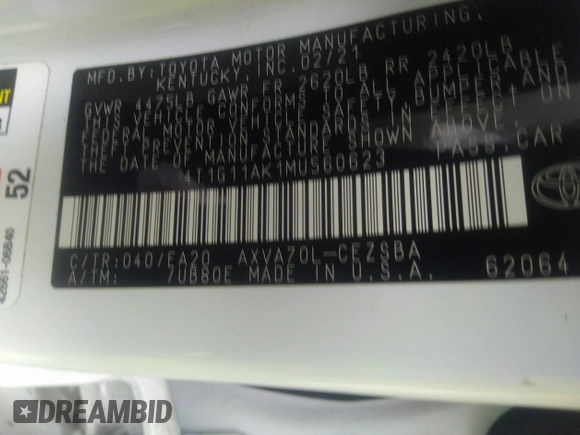 MFD. BY: TOYOTA MOTOR MANUFACTURING,
KENTUCKY, INC. 02/21
GVWR 4475LB GAWR FR 2620LB RR 2420LB
THIS VEHICLE CONFORMS TO ALL APPLICABLE
FEDERAL MOTOR VEHICLE SAFETY, BUMPER, AND
THEFT PREVENTION STANDARDS IN EFFECT ON
THE DATE OF MANUFACTURE SHOWN ABOVE.
4T1G11AK1MU560623 PASS. CAR
C/TR: 040/EA20 AXVA70L-CEZSBA
A/TM: 7UB80E MADE IN U.S.A. 62064
52
DREAMBID